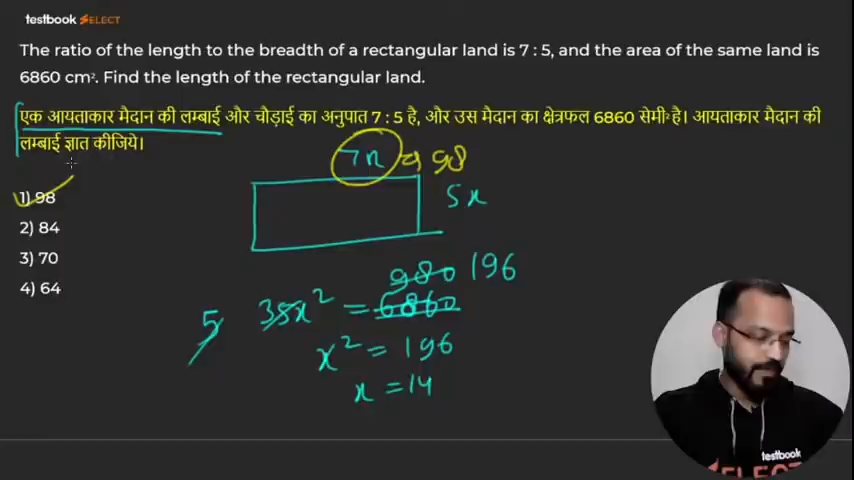 testbook SELECT
The ratio of the length to the breadth of a rectangular land is 7 : 5, and the area of the same land is
6860 cm². Find the length of the rectangular land.
एक आयताकार मैदान की लम्बाई और चौड़ाई का अनुपात 7 : 5 है, और उस मैदान का क्षेत्रफल 6860 सेमी² है। आयताकार मैदान की
लम्बाई ज्ञात कीजिये।
7x = 98
1) 98
5x
2) 84
3) 70
980 196
4) 64
5 35x² = 6860
x² = 196
x = 14
testbook
SELECT